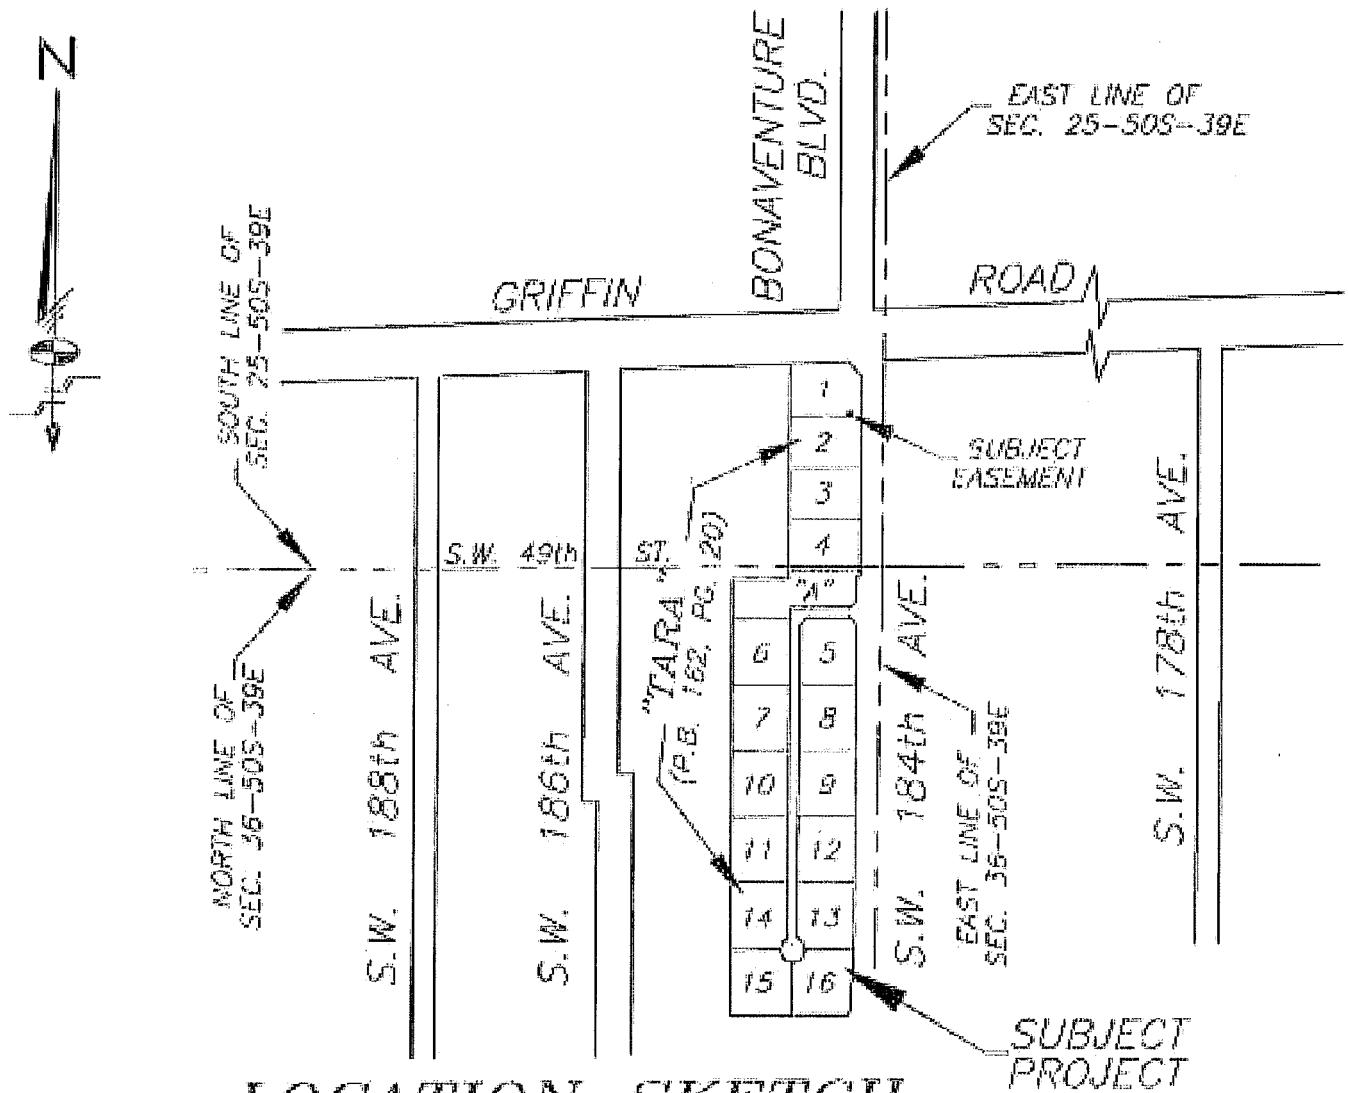 N
BONAVENTURE
BLVD.
EAST LINE OF
SEC. 25-50S-39E
SOUTH LINE OF
SEC. 25-50S-39E
GRIFFIN
ROAD
1
2
3
4
SUBJECT
EASEMENT
S.W. 49th ST.
"A"
"TARA"
(P.B. 162, PG. 20)
NORTH LINE OF
SEC. 36-50S-39E
S.W. 188th AVE.
S.W. 186th AVE.
6
5
7
8
10
9
11
12
14
13
15
16
S.W. 184th AVE.
EAST LINE OF
SEC. 36-50S-39E
S.W. 178th AVE.
SUBJECT
PROJECT
LOCATION SKETCH